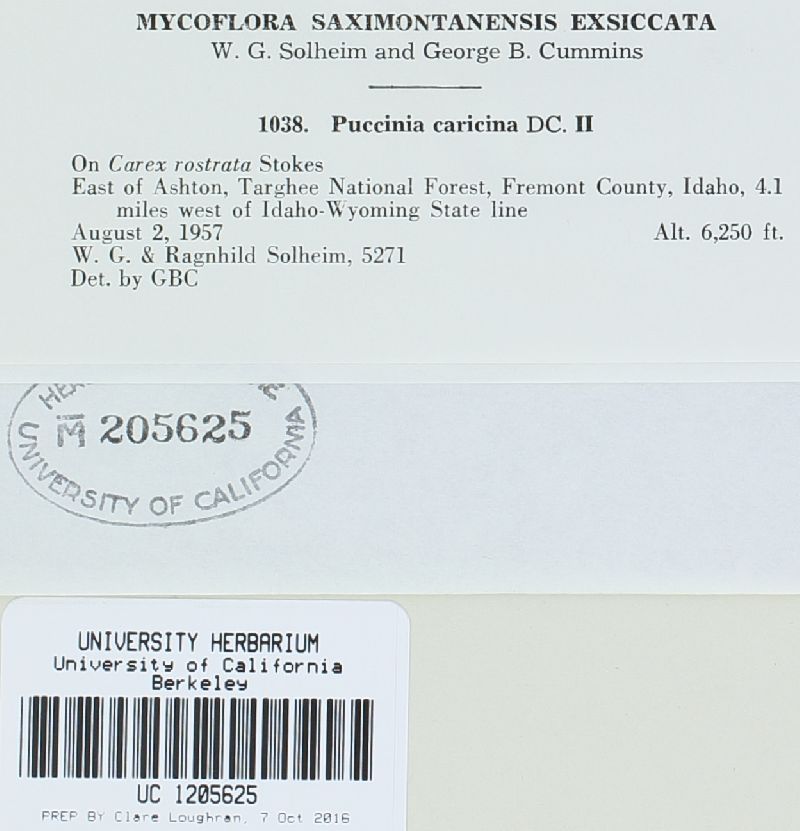 MYCOFLORA SAXIMONTANENSIS EXSICCATA
W. G. Solheim and George B. Cummins
1038. Puccinia caricina DC. II
On Carex rostrata Stokes
East of Ashton, Targhee National Forest, Fremont County, Idaho, 4.1
miles west of Idaho-Wyoming State line
August 2, 1957 Alt. 6,250 ft.
W. G. & Ragnhild Solheim, 5271
Det. by GBC
M 205625
UNIVERSITY OF CALIFORNIA
UNIVERSITY HERBARIUM
University of California
Berkeley
UC 1205625
PREP BY Clare Loughran, 7 Oct 2016